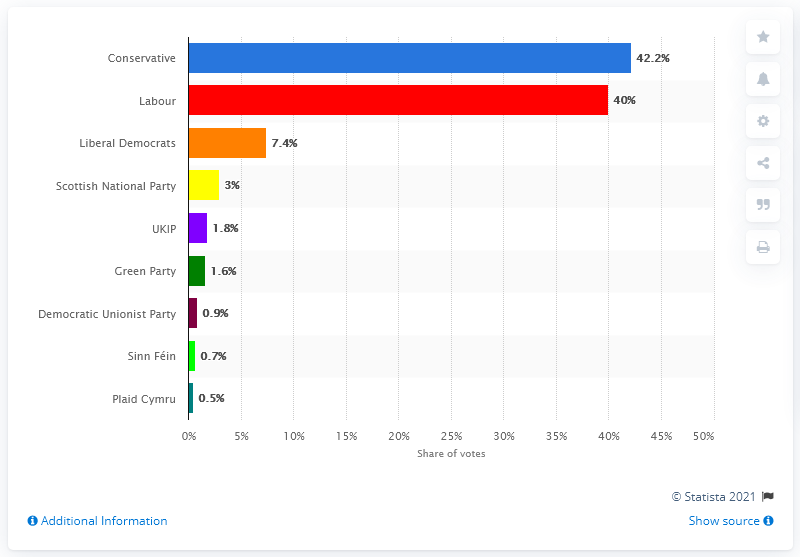 Conservative 42.2%
Labour 40%
Liberal Democrats 7.4%
Scottish National Party 3%
UKIP 1.8%
Green Party 1.6%
Democratic Unionist Party 0.9%
Sinn Féin 0.7%
Plaid Cymru 0.5%
0% 5% 10% 15% 20% 25% 30% 35% 40% 45% 50%
Share of votes
© Statista 2021
Additional Information Show source